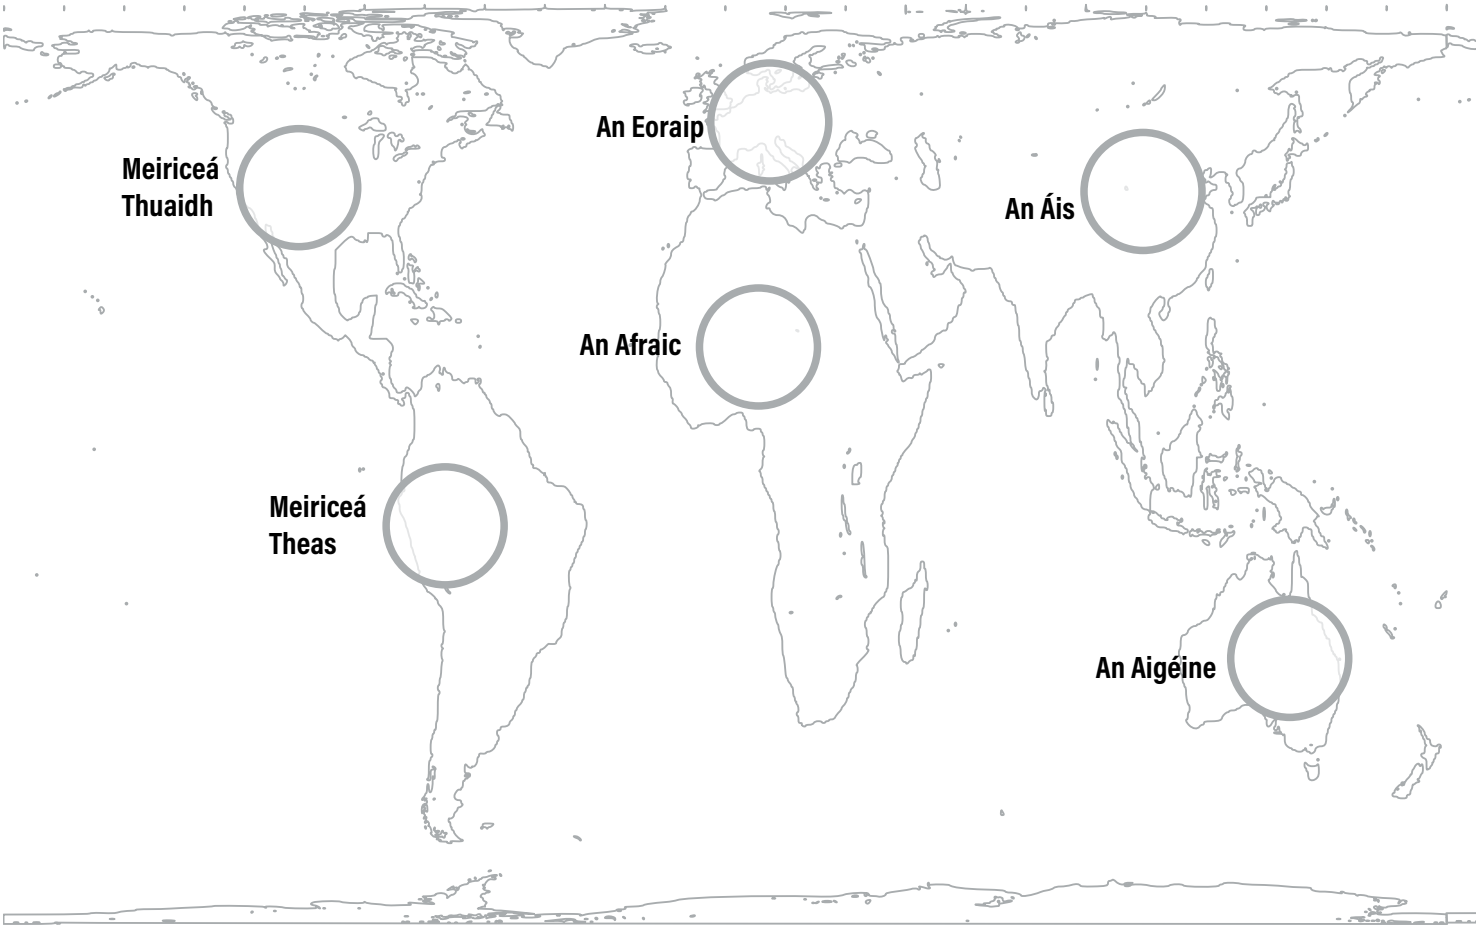 An Eoraip
Meiriceá
Thuaidh
An Áis
An Afraic
Meiriceá
Theas
An Aigéine